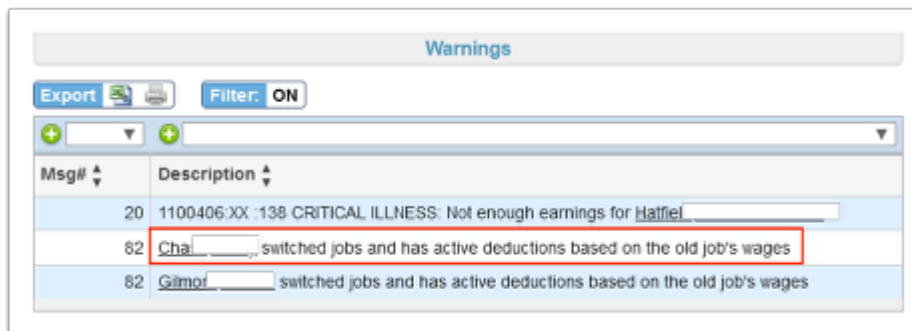 Warnings
Export Filter: ON
Msg# Description
20 1100406:XX :138 CRITICAL ILLNESS: Not enough earnings for Hatfiel
82 Cha switched jobs and has active deductions based on the old job's wages
82 Gilmor switched jobs and has active deductions based on the old job's wages